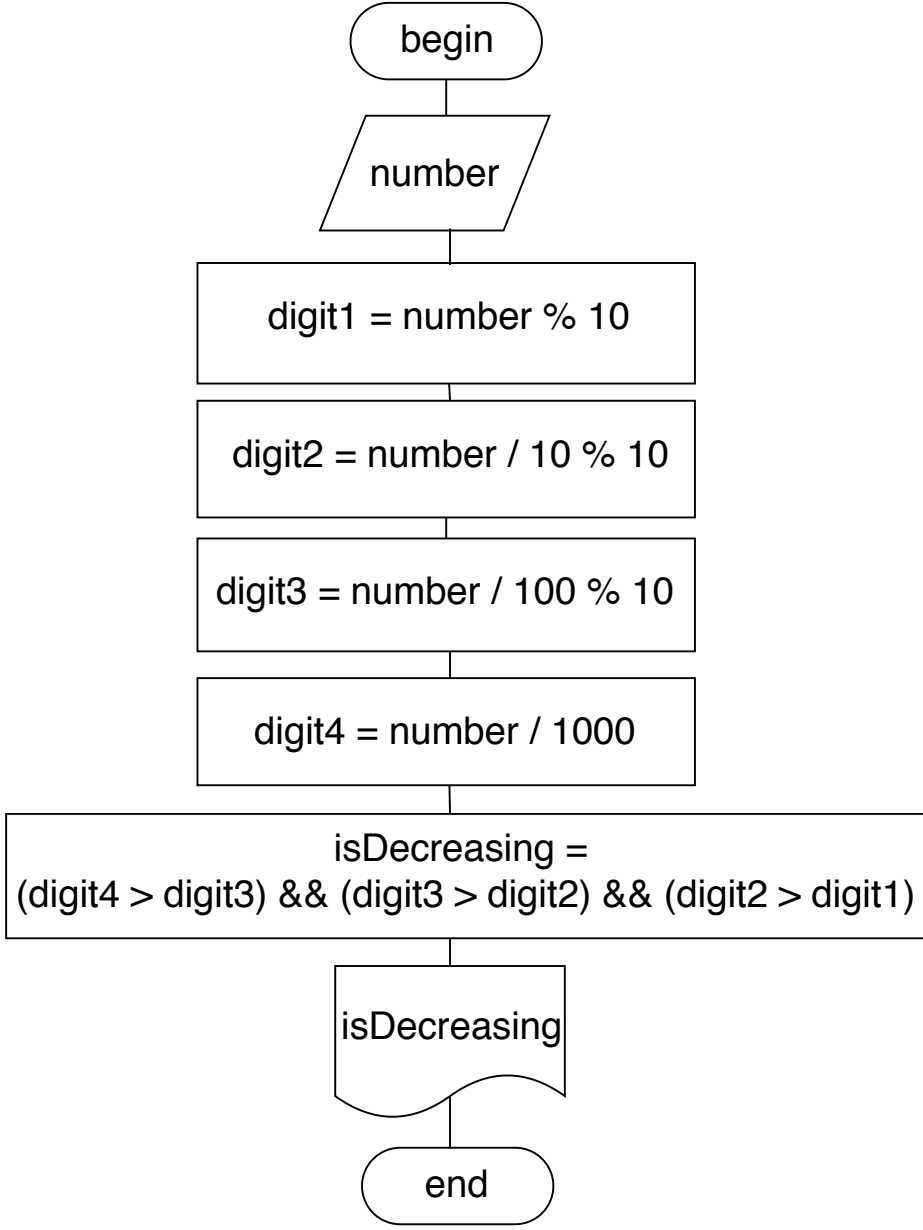 begin
number
digit1 = number % 10
digit2 = number / 10 % 10
digit3 = number / 100 % 10
digit4 = number / 1000
isDecreasing =
(digit4 > digit3) && (digit3 > digit2) && (digit2 > digit1)
isDecreasing
end